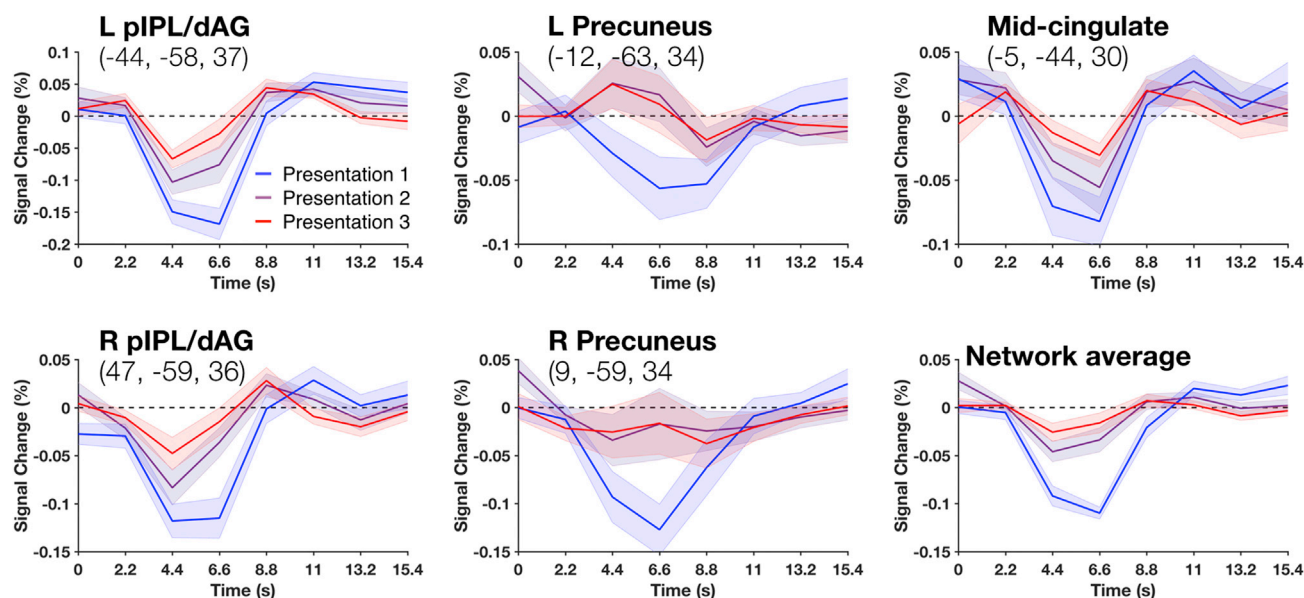 L pIPL/dAG
(-44, -58, 37)
Signal Change (%)
0.1
0.05
0
-0.05
-0.1
-0.15
-0.2
Presentation 1
Presentation 2
Presentation 3
0 2.2 4.4 6.6 8.8 11 13.2 15.4
Time (s)
L Precuneus
(-12, -63, 34)
Signal Change (%)
0.05
0
-0.05
-0.1
0 2.2 4.4 6.6 8.8 11 13.2 15.4
Time (s)
Mid-cingulate
(-5, -44, 30)
Signal Change (%)
0.05
0
-0.05
-0.1
0 2.2 4.4 6.6 8.8 11 13.2 15.4
Time (s)
R pIPL/dAG
(47, -59, 36)
Signal Change (%)
0.05
0
-0.05
-0.1
-0.15
0 2.2 4.4 6.6 8.8 11 13.2 15.4
Time (s)
R Precuneus
(9, -59, 34
Signal Change (%)
0.05
0
-0.05
-0.1
-0.15
0 2.2 4.4 6.6 8.8 11 13.2 15.4
Time (s)
Network average
Signal Change (%)
0.05
0
-0.05
-0.1
-0.15
0 2.2 4.4 6.6 8.8 11 13.2 15.4
Time (s)